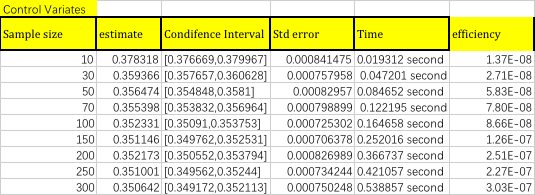 Control Variates
Sample size estimate Condifence Interval Std error Time efficiency
10 0.378318 [0.376669,0.379967] 0.000841475 0.019312 second 1.37E-08
30 0.359366 [0.357657,0.360628] 0.000757958 0.047201 second 2.71E-08
50 0.356474 [0.354848,0.3581] 0.00082957 0.084652 second 5.83E-08
70 0.355398 [0.353832,0.356964] 0.000798899 0.122195 second 7.80E-08
100 0.352331 [0.35091,0.353753] 0.000725302 0.164658 second 8.66E-08
150 0.351146 [0.349762,0.352531] 0.000706378 0.252016 second 1.26E-07
200 0.352173 [0.350552,0.353794] 0.000826989 0.366737 second 2.51E-07
250 0.351001 [0.349562,0.35244] 0.000734244 0.421057 second 2.27E-07
300 0.350642 [0.349172,0.352113] 0.000750248 0.538857 second 3.03E-07